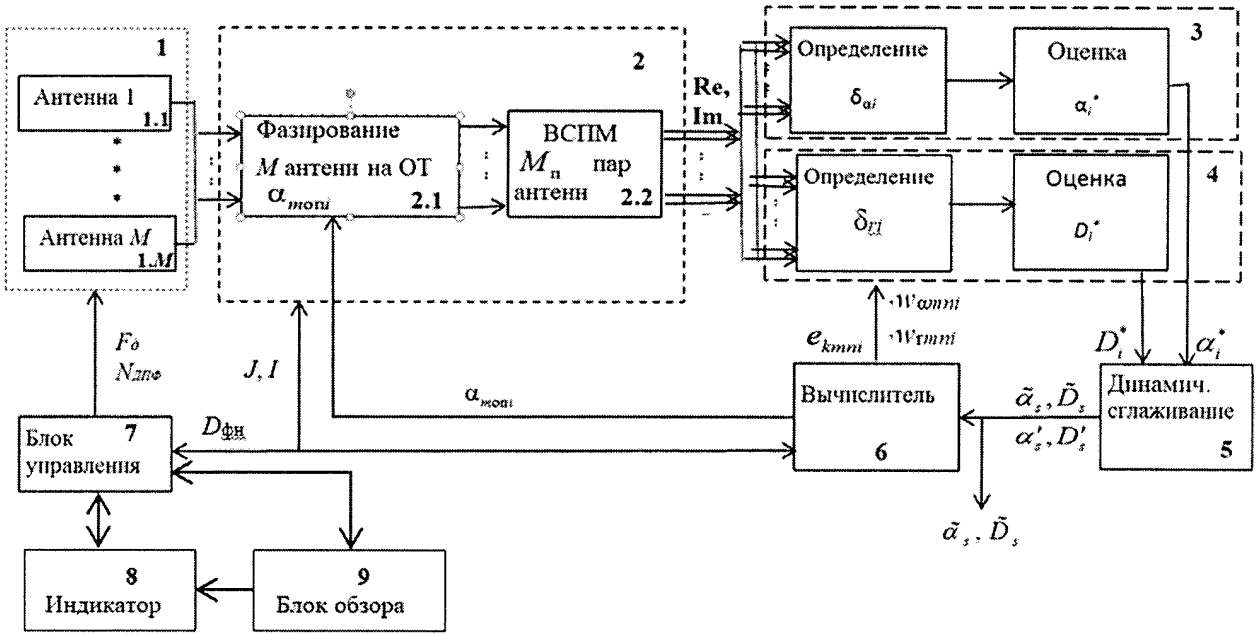 1
Антенна 1
1.1
Антенна M
1.M
2
Фазирование
M антенн на ОТ
α_moni
2.1
ВСПМ
M_п пар
антенн
2.2
Re,
Im
3
Определение
δ_αi
Оценка
α_i*
4
Определение
δ_ri
Оценка
D_i*
F_д
N_ДПФ
J, I
α_moni
e_kmni
w_αmni
w_rmni
D_i*
α_i*
Вычислитель
6
α̃_s, D̃_s
α'_s, D'_s
Динамич.
сглаживание
5
α̃_s, D̃_s
7
Блок
управления
D_фн
8
Индикатор
9
Блок обзора